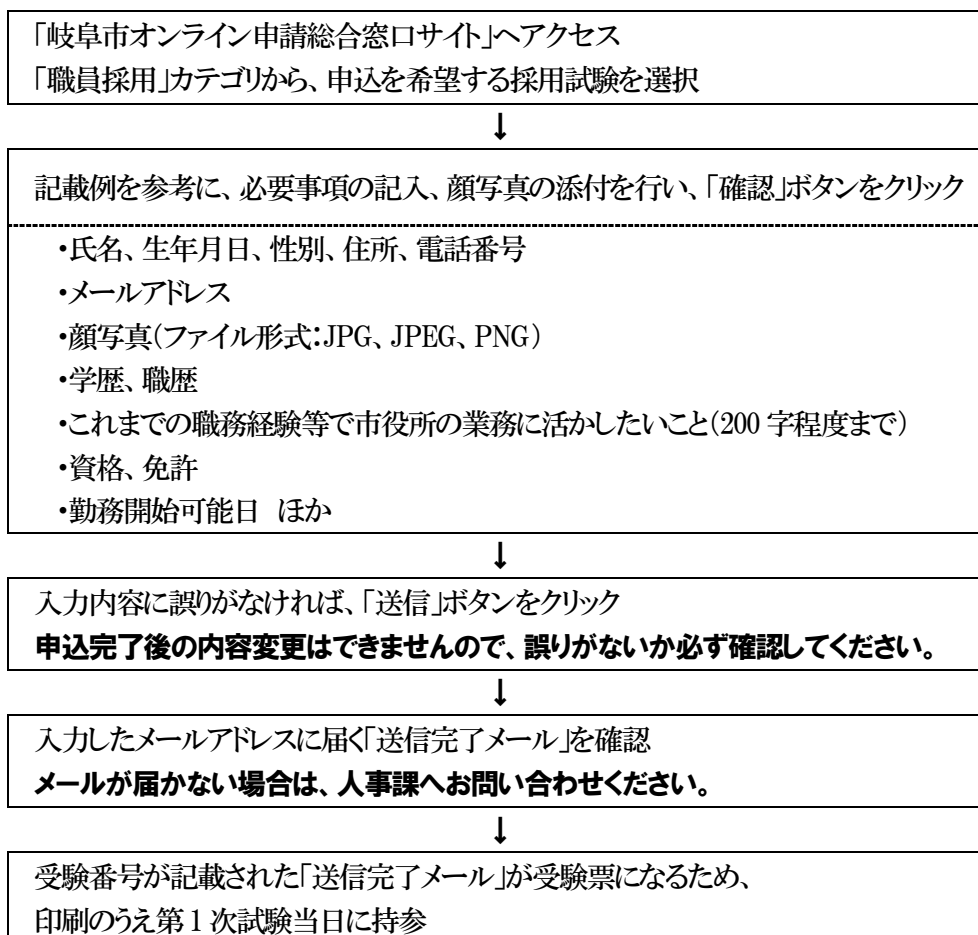 「岐阜市オンライン申請総合窓口サイト」へアクセス
「職員採用」カテゴリから、申込を希望する採用試験を選択
↓
記載例を参考に、必要事項の記入、顔写真の添付を行い、「確認」ボタンをクリック
・氏名、生年月日、性別、住所、電話番号
・メールアドレス
・顔写真(ファイル形式:JPG、JPEG、PNG)
・学歴、職歴
・これまでの職務経験等で市役所の業務に活かしたいこと(200 字程度まで)
・資格、免許
・勤務開始可能日 ほか
↓
入力内容に誤りがなければ、「送信」ボタンをクリック
申込完了後の内容変更はできませんので、誤りがないか必ず確認してください。
↓
入力したメールアドレスに届く「送信完了メール」を確認
メールが届かない場合は、人事課へお問い合わせください。
↓
受験番号が記載された「送信完了メール」が受験票になるため、
印刷のうえ第1次試験当日に持参